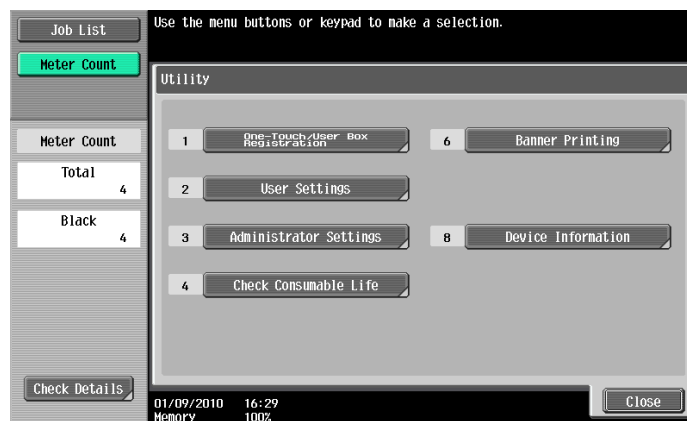 Job List
Meter Count
Use the menu buttons or keypad to make a selection.
Utility
Meter Count
Total
4
Black
4
1 One-Touch/User Box
Registration
6 Banner Printing
2 User Settings
3 Administrator Settings
8 Device Information
4 Check Consumable Life
Check Details
01/09/2010 16:29
Memory 100%
Close